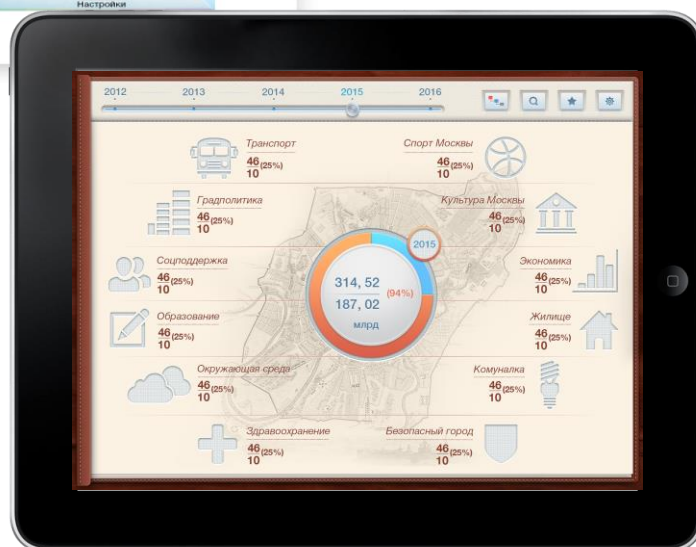 Настройки
2012 2013 2014 2015 2016
Транспорт
46 (25%)
10
Спорт Москвы
46 (25%)
10
Градполитика
46 (25%)
10
Культура Москвы
46 (25%)
10
2015
Соцподдержка
46 (25%)
10
314, 52
(94%)
187, 02
млрд
Экономика
46 (25%)
10
Образование
46 (25%)
10
Жилище
46 (25%)
10
Окружающая среда
46 (25%)
10
Комуналка
46 (25%)
10
Здравоохранение
46 (25%)
10
Безопасный город
46 (25%)
10